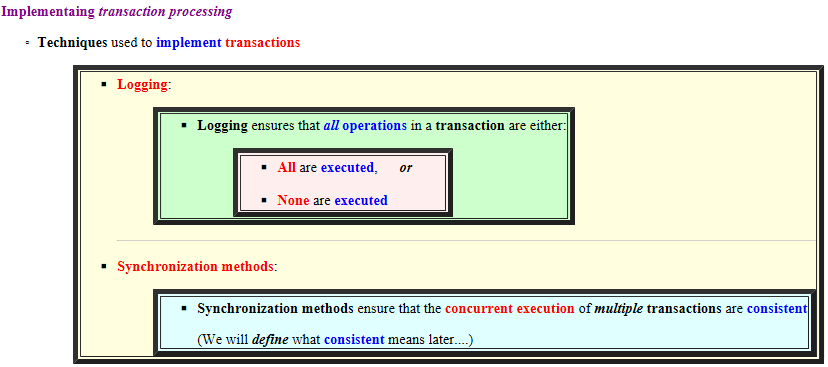 Implementaing transaction processing
Techniques used to implement transactions
Logging:
Logging ensures that all operations in a transaction are either:
All are executed, or
None are executed
Synchronization methods:
Synchronization methods ensure that the concurrent execution of multiple transactions are consistent
(We will define what consistent means later....)